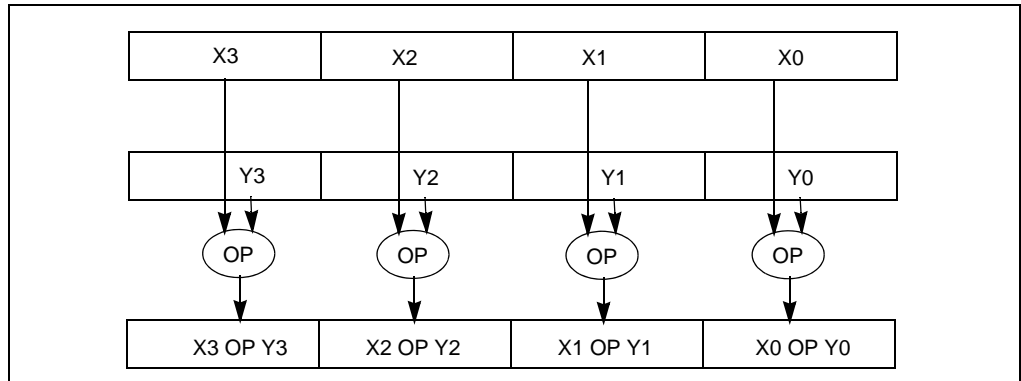 X3 X2 X1 X0
Y3 Y2 Y1 Y0
OP OP OP OP
X3 OP Y3 X2 OP Y2 X1 OP Y1 X0 OP Y0